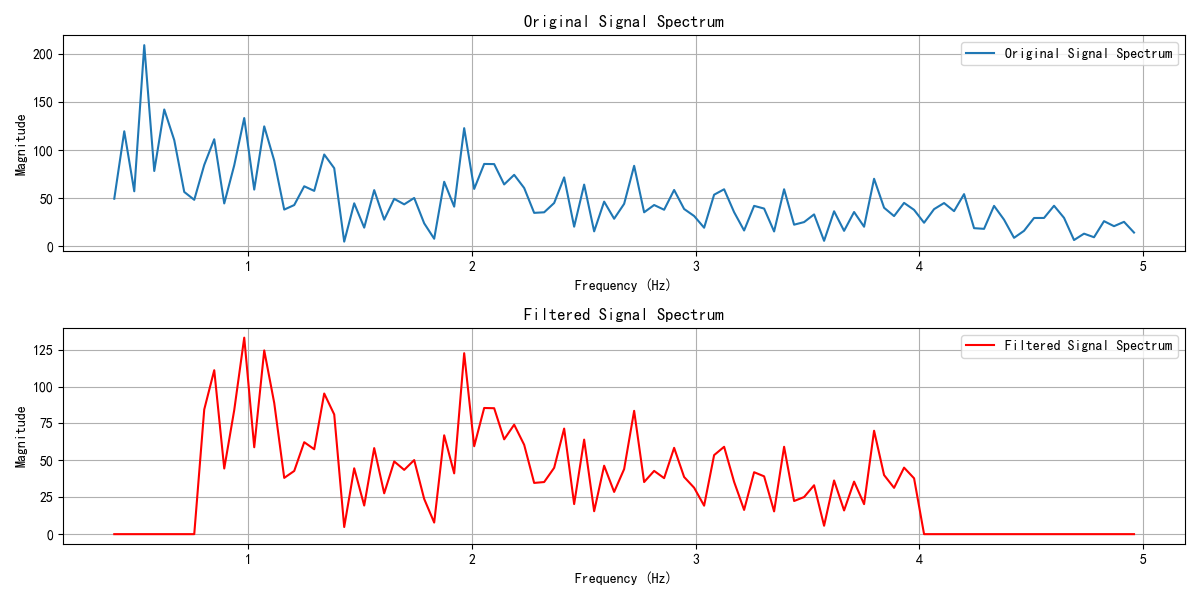 Original Signal Spectrum
Original Signal Spectrum
Magnitude
200
150
100
50
0
1 2 3 4 5
Frequency (Hz)
Filtered Signal Spectrum
Filtered Signal Spectrum
Magnitude
125
100
75
50
25
0
1 2 3 4 5
Frequency (Hz)